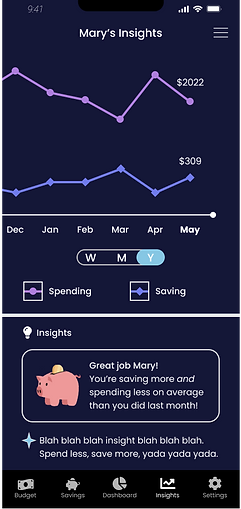 9:41
Mary's Insights
$2022
$309
Dec Jan Feb Mar Apr May
W M Y
Spending Saving
Insights
Great job Mary!
You're saving more and
spending less on average
than you did last month!
Blah blah blah insight blah blah blah.
Spend less, save more, yada yada yada.
Budget Savings Dashboard Insights Settings